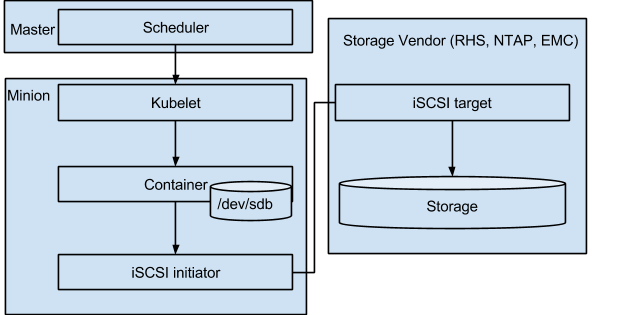 Master
Scheduler
Minion
Kubelet
Container
/dev/sdb
iSCSI initiator
Storage Vendor (RHS, NTAP, EMC)
iSCSI target
Storage